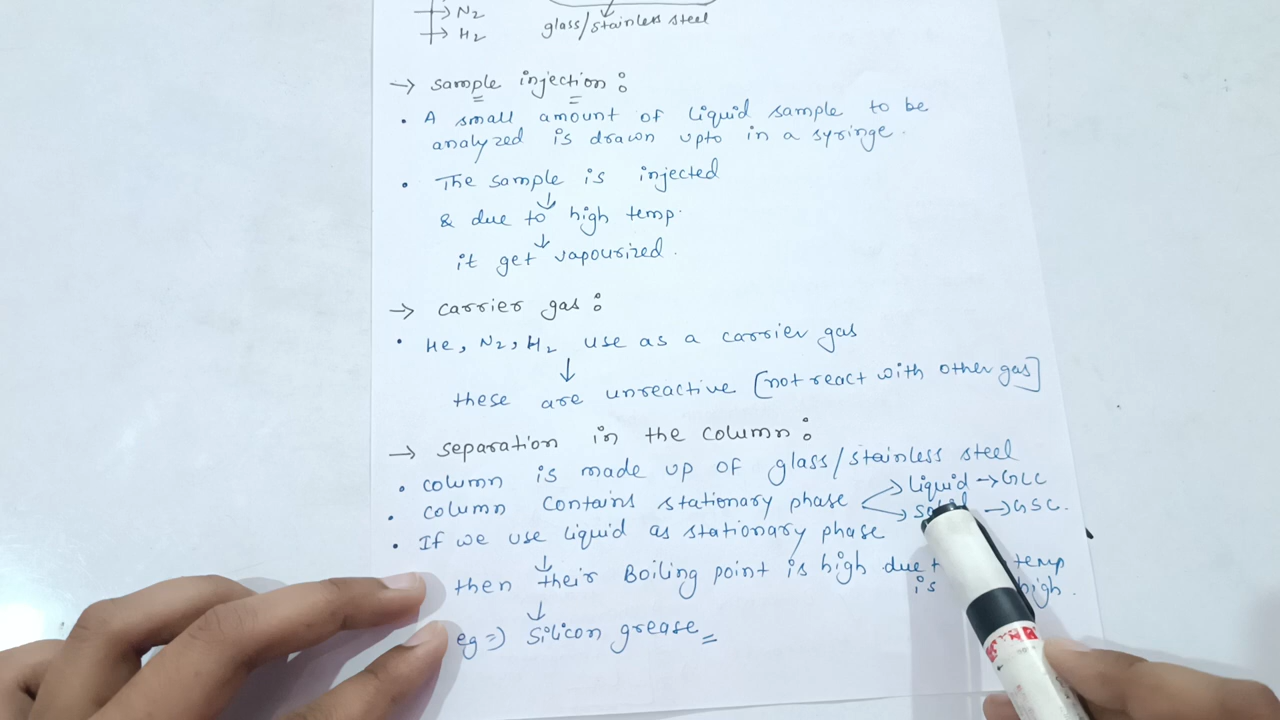 → N2
→ H2
glass/stainless steel
→ sample injection :
• A small amount of liquid sample to be
analyzed is drawn upto in a syringe.
• The sample is injected
↓
& due to high temp.
↓
it get vapourized.
→ carrier gas :
• He, N2, H2 use as a carrier gas
↓
these are unreactive [not react with other gas]
→ separation in the column :
• column is made up of glass/stainless steel
• column contains stationary phase → liquid → GLC
→ → GSC.
• If we use liquid as stationary phase
↓
then their Boiling point is high due temp
is high.
↓
eg ⇒ Silicon grease